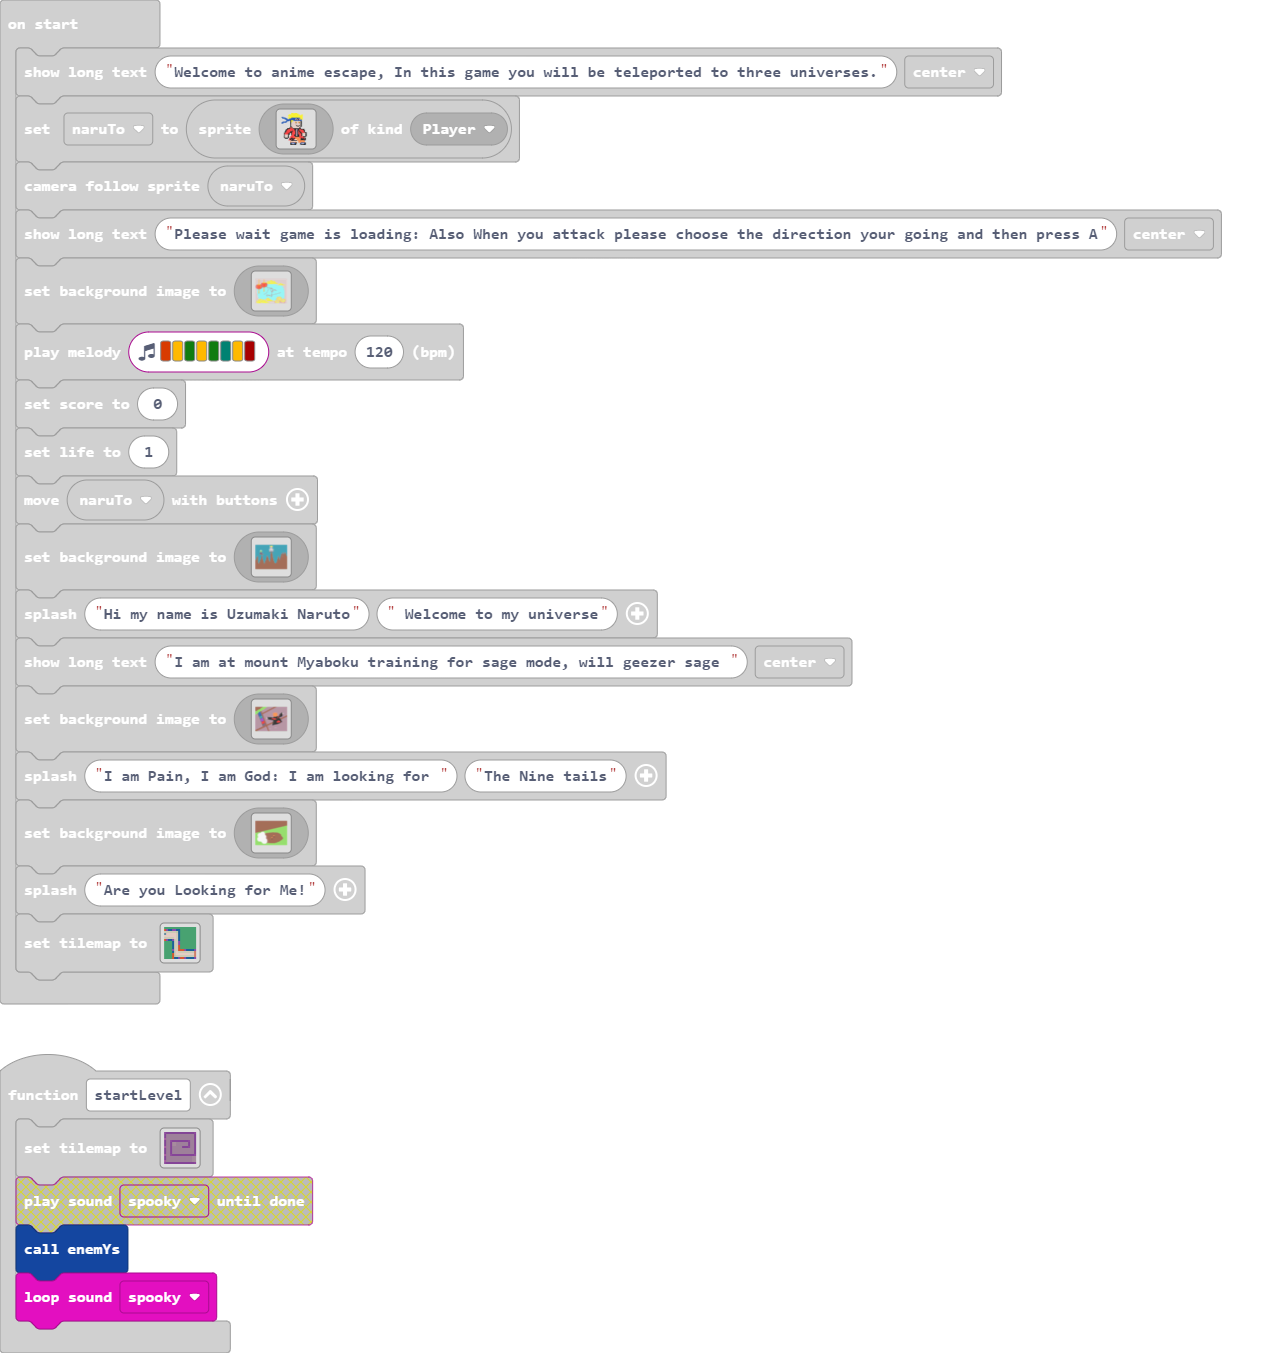 on start
show long text "Welcome to anime escape, In this game you will be teleported to three universes." center
set naruTo to sprite of kind Player
camera follow sprite naruTo
show long text "Please wait game is loading: Also When you attack please choose the direction your going and then press A" center
set background image to
play melody at tempo 120 (bpm)
set score to 0
set life to 1
move naruTo with buttons
set background image to
splash "Hi my name is Uzumaki Naruto" " Welcome to my universe"
show long text "I am at mount Myaboku training for sage mode, will geezer sage " center
set background image to
splash "I am Pain, I am God: I am looking for " "The Nine tails"
set background image to
splash "Are you Looking for Me!"
set tilemap to
function startLevel
set tilemap to
play sound spooky until done
call enemYs
loop sound spooky